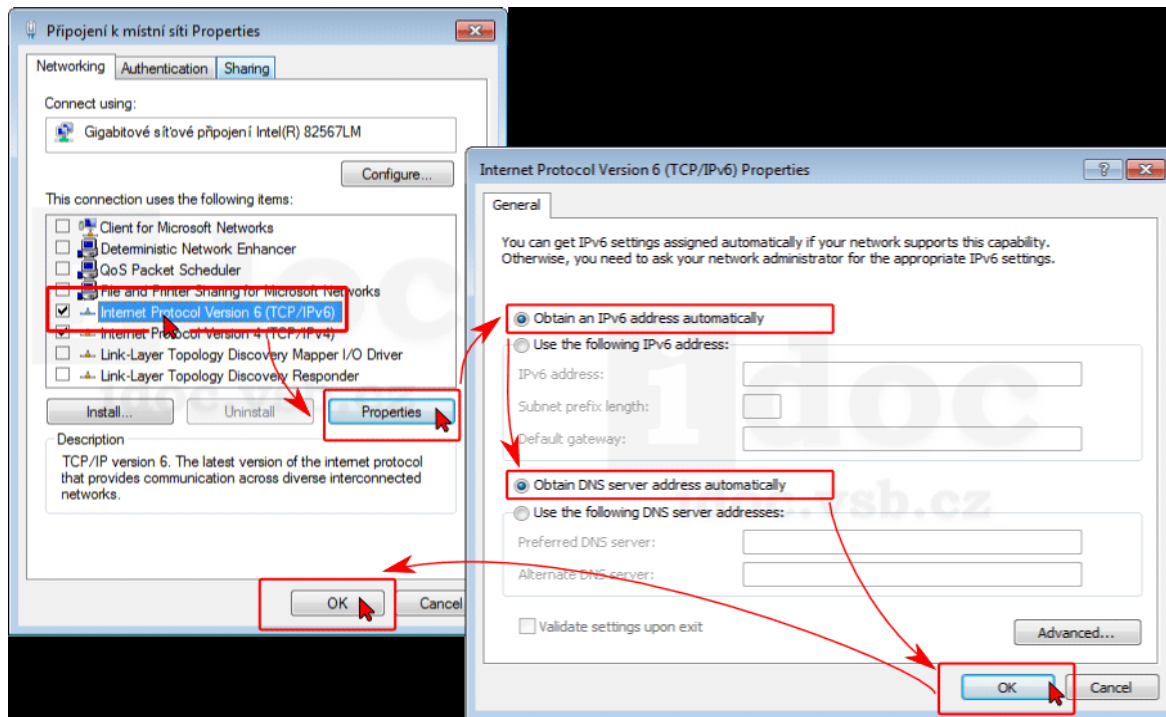 Připojení k místní síti Properties
Networking
Authentication
Sharing
Connect using:
Gigabitové síťové připojení Intel(R) 82567LM
Configure...
This connection uses the following items:
Client for Microsoft Networks
Deterministic Network Enhancer
QoS Packet Scheduler
File and Printer Sharing for Microsoft Networks
Internet Protocol Version 6 (TCP/IPv6)
Internet Protocol Version 4 (TCP/IPv4)
Link-Layer Topology Discovery Mapper I/O Driver
Link-Layer Topology Discovery Responder
Install...
Uninstall
Properties
Description
TCP/IP version 6. The latest version of the internet protocol
that provides communication across diverse interconnected
networks.
OK
Cancel
Internet Protocol Version 6 (TCP/IPv6) Properties
General
You can get IPv6 settings assigned automatically if your network supports this capability.
Otherwise, you need to ask your network administrator for the appropriate IPv6 settings.
Obtain an IPv6 address automatically
Use the following IPv6 address:
IPv6 address:
Subnet prefix length:
Default gateway:
Obtain DNS server address automatically
Use the following DNS server addresses:
Preferred DNS server:
Alternate DNS server:
Validate settings upon exit
Advanced...
OK
Cancel
idoc
idoc.vsb.cz
idoc
idoc.vsb.cz